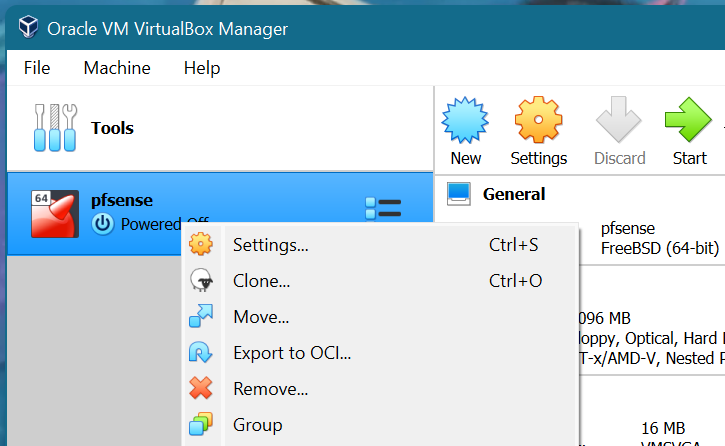 Oracle VM VirtualBox Manager
File Machine Help
Tools
New Settings Discard Start
64
pfsense
Powered Off
General
pfsense
FreeBSD (64-bit)
Settings... Ctrl+S
Clone... Ctrl+O
Move...
Export to OCI...
Remove...
Group
096 MB
loppy, Optical, Hard
T-x/AMD-V, Nested
16 MB
VMSVGA